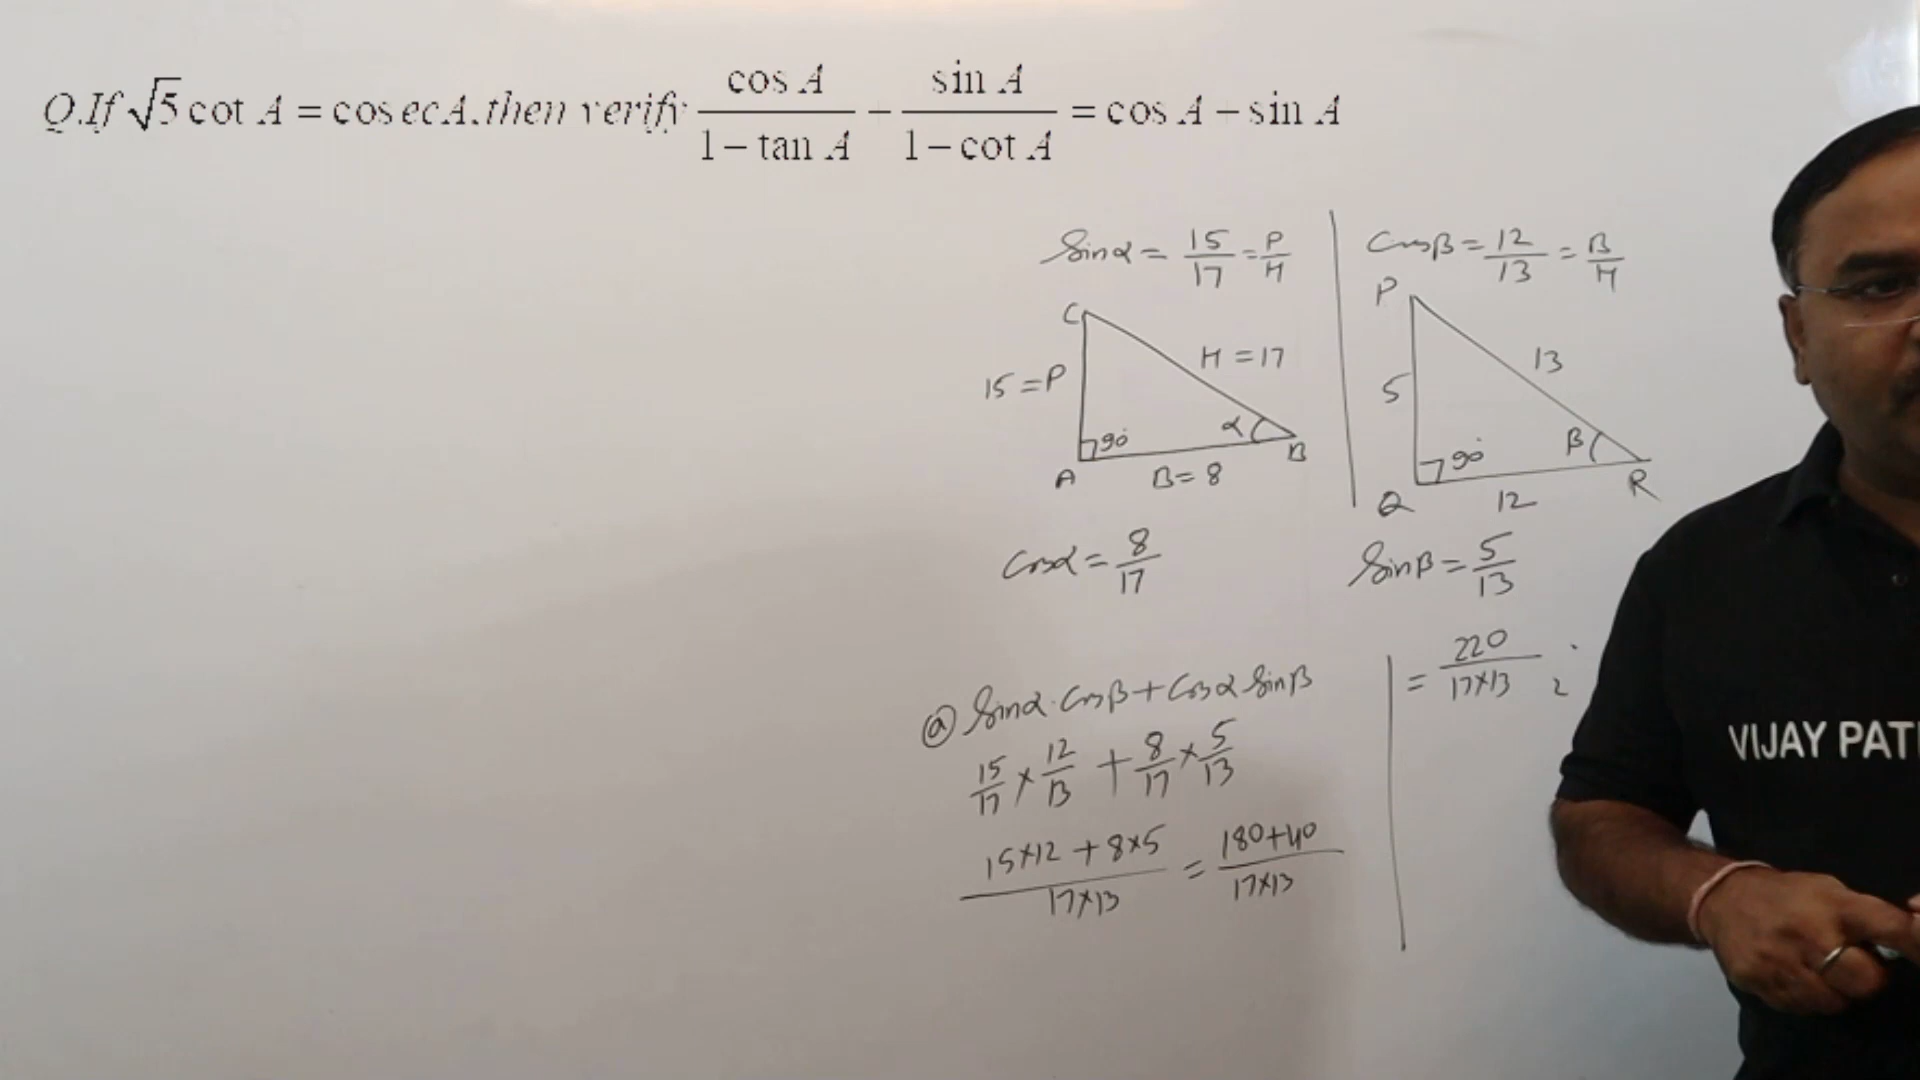 Q.If √5 cot A = cosecA.then verify cos A / 1 − tan A − sin A / 1 − cot A = cos A − sin A
Sinα = 15/17 = P/H
C
H = 17
15 = P
90°
α
A
B
B = 8
Cosα = 8/17
Cosβ = 12/13 = B/H
P
13
5
90°
β
Q
R
12
Sinβ = 5/13
ⓐ Sinα · Cosβ + Cosα Sinβ
15/17 × 12/13 + 8/17 × 5/13
15×12 + 8×5 / 17×13 = 180+40 / 17×13
= 220 / 17×13
VIJAY PATI